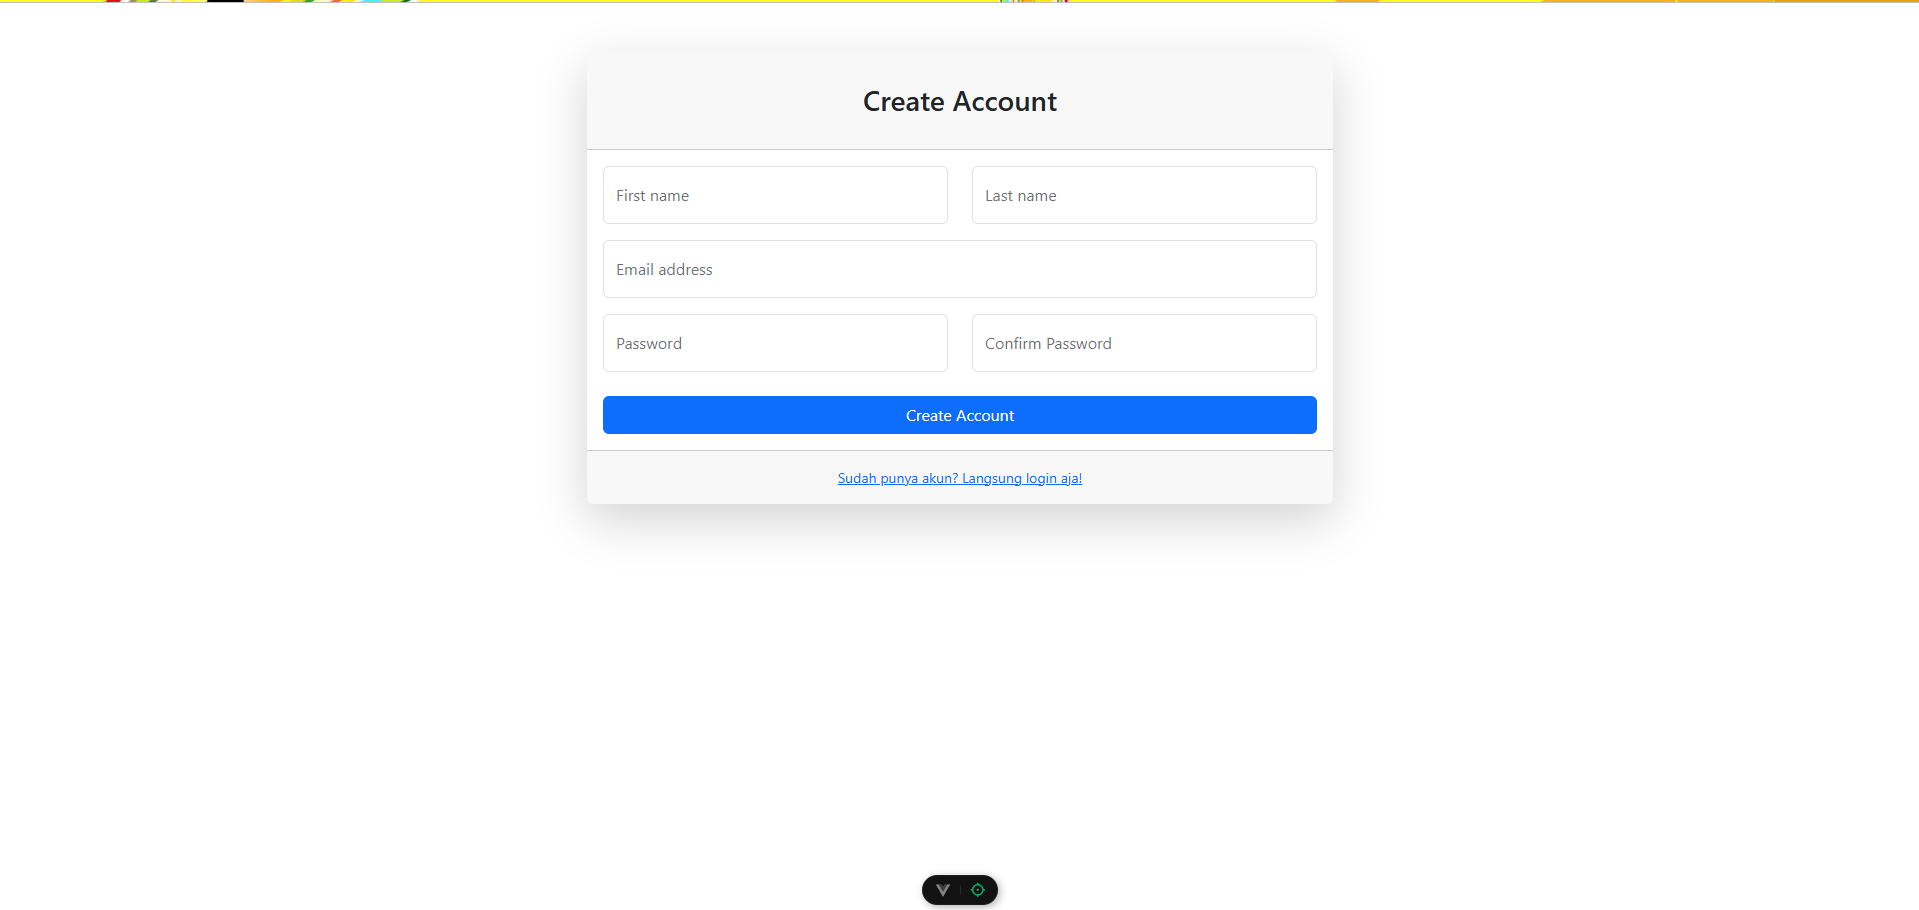 Create Account
First name
Last name
Email address
Password
Confirm Password
Create Account
Sudah punya akun? Langsung login aja!